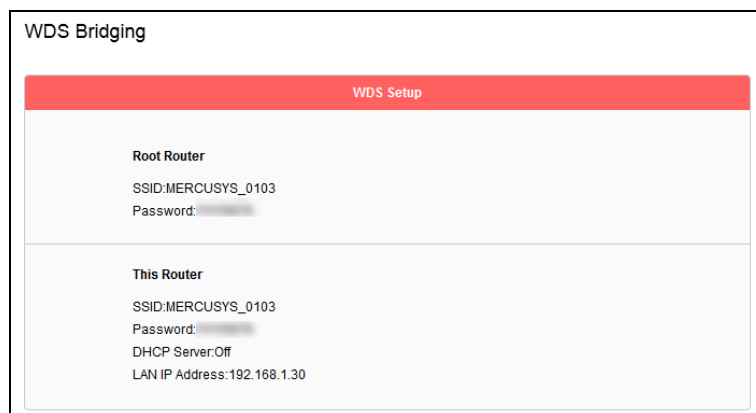 WDS Bridging
WDS Setup
Root Router
SSID:MERCUSYS_0103
Password:
This Router
SSID:MERCUSYS_0103
Password:
DHCP Server:Off
LAN IP Address:192.168.1.30